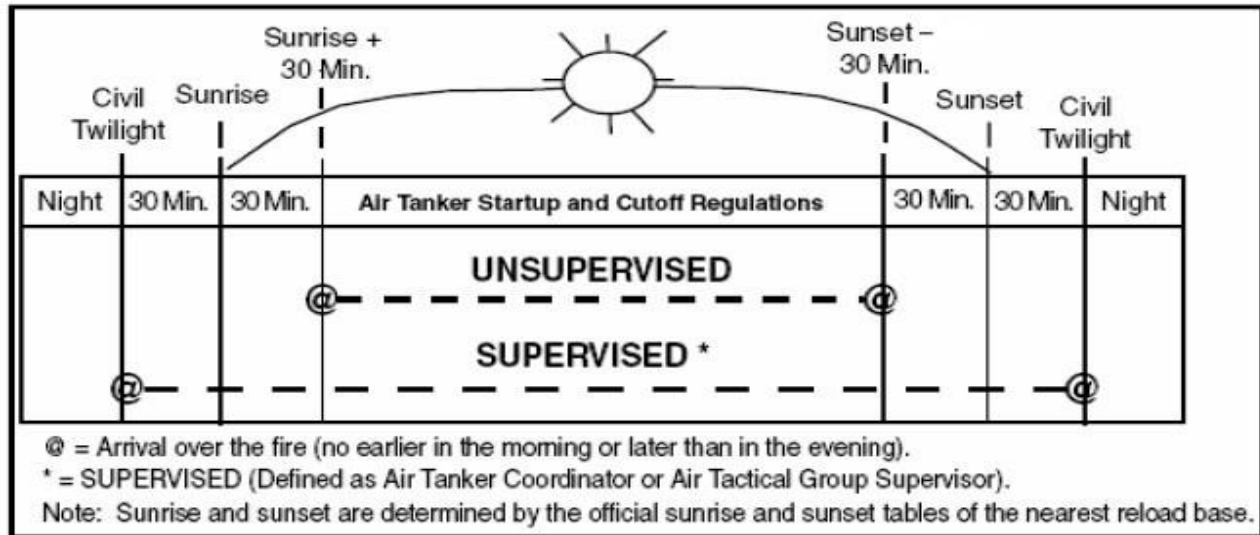 Sunrise +
30 Min.
Sunset –
30 Min.
Civil
Twilight
Sunrise
Sunset
Civil
Twilight
Night
30 Min.
30 Min.
Air Tanker Startup and Cutoff Regulations
30 Min.
30 Min.
Night
UNSUPERVISED
@
@
SUPERVISED *
@
@
@ = Arrival over the fire (no earlier in the morning or later than in the evening).
* = SUPERVISED (Defined as Air Tanker Coordinator or Air Tactical Group Supervisor).
Note: Sunrise and sunset are determined by the official sunrise and sunset tables of the nearest reload base.